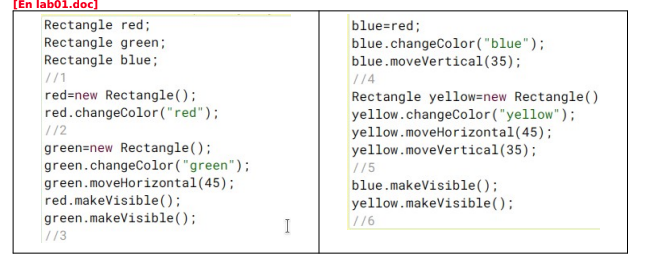 [En lab01.doc]
Rectangle red;
Rectangle green;
Rectangle blue;
//1
red=new Rectangle();
red.changeColor("red");
//2
green=new Rectangle();
green.changeColor("green");
green.moveHorizontal(45);
red.makeVisible();
green.makeVisible();
//3
blue=red;
blue.changeColor("blue");
blue.moveVertical(35);
//4
Rectangle yellow=new Rectangle()
yellow.changeColor("yellow");
yellow.moveHorizontal(45);
yellow.moveVertical(35);
//5
blue.makeVisible();
yellow.makeVisible();
//6